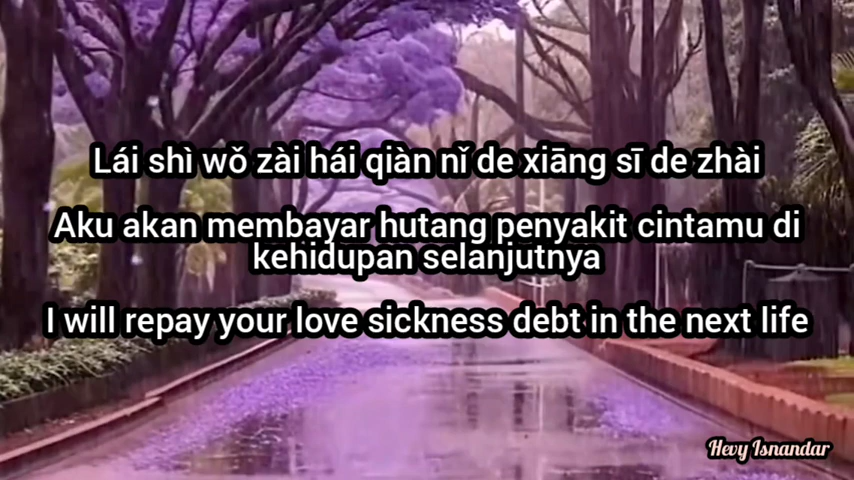 Lái shì wǒ zài hái qiàn nǐ de xiāng sī de zhài
Aku akan membayar hutang penyakit cintamu di
kehidupan selanjutnya
I will repay your love sickness debt in the next life
Hevy Isnandar